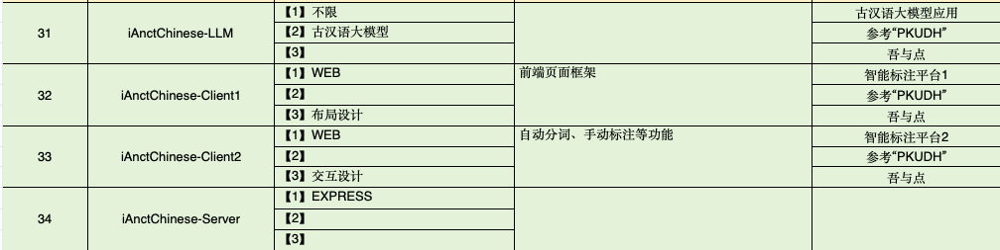 31
iAnctChinese-LLM
【1】不限
【2】古汉语大模型
【3】
古汉语大模型应用
参考“PKUDH”
吾与点
32
iAnctChinese-Client1
【1】WEB
【2】
【3】布局设计
前端页面框架
智能标注平台1
参考“PKUDH”
吾与点
33
iAnctChinese-Client2
【1】WEB
【2】
【3】交互设计
自动分词、手动标注等功能
智能标注平台2
参考“PKUDH”
吾与点
34
iAnctChinese-Server
【1】EXPRESS
【2】
【3】